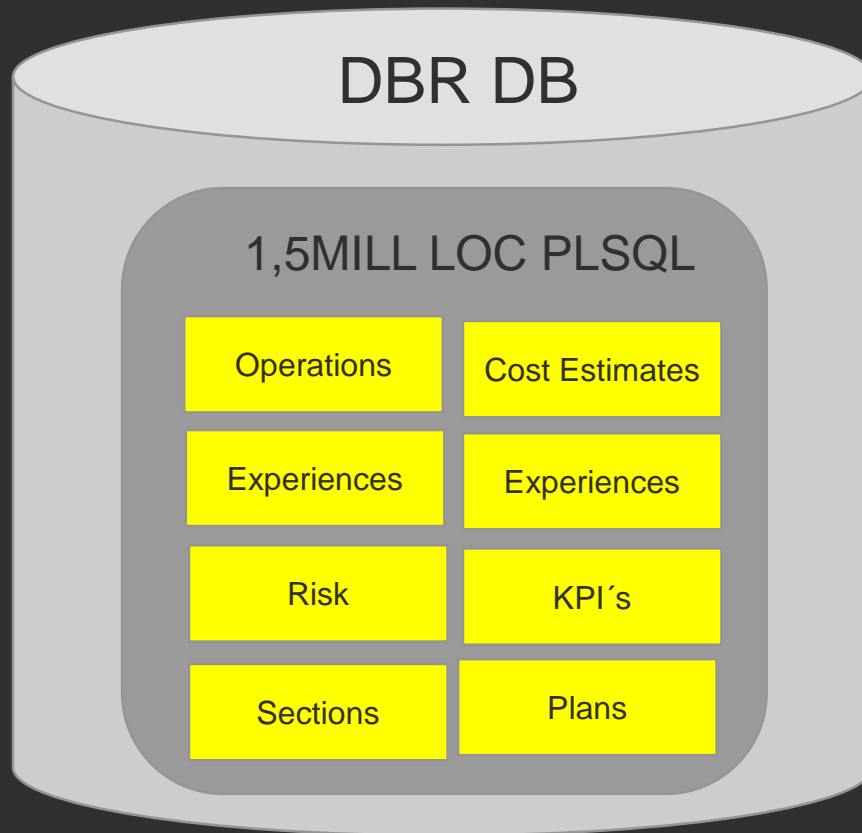 DBR DB
1,5MILL LOC PLSQL
Operations
Cost Estimates
Experiences
Experiences
Risk
KPI´s
Sections
Plans